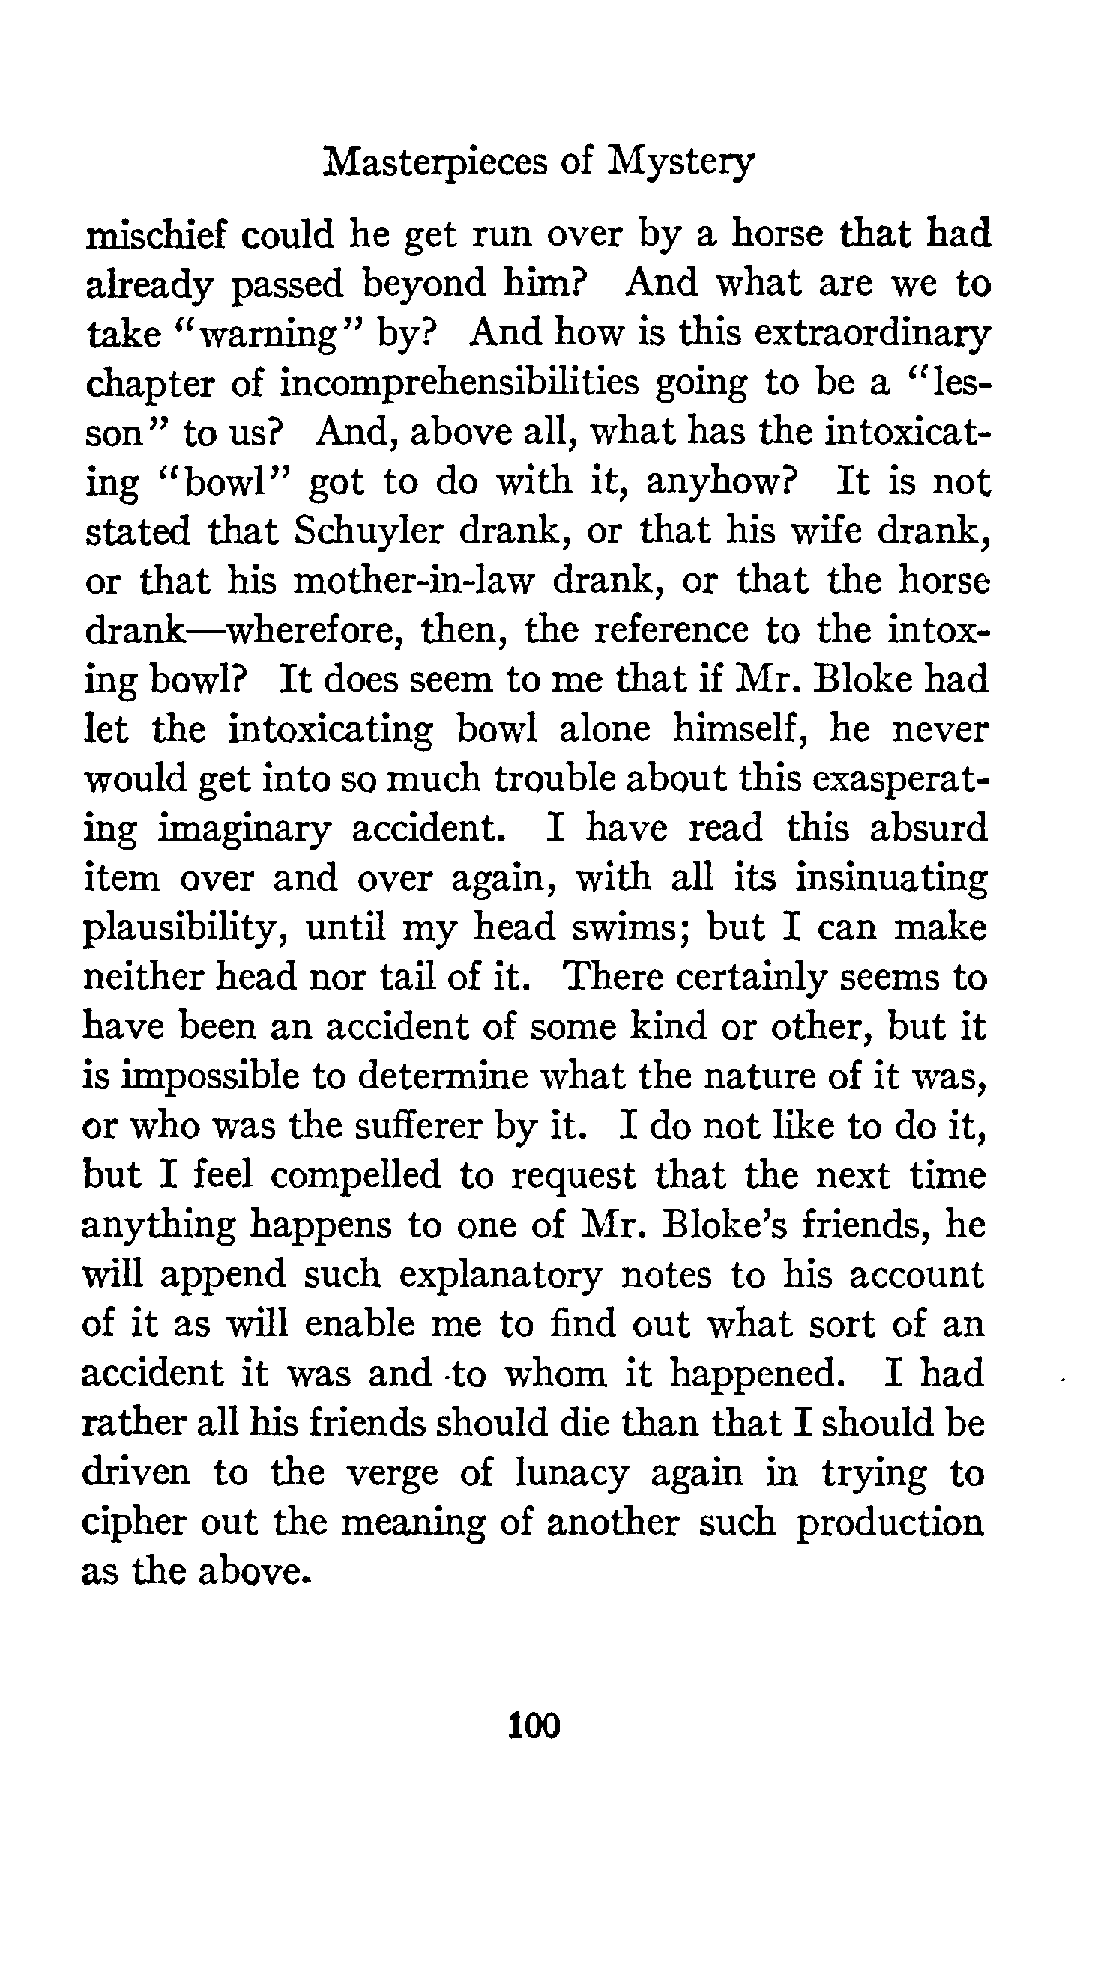 Masterpieces of Mystery
mischief could he get run over by a horse that had
already passed beyond him? And what are we to
take "warning" by? And how is this extraordinary
chapter of incomprehensibilities going to be a "les-
son" to us? And, above all, what has the intoxicat-
ing "bowl" got to do with it, anyhow? It is not
stated that Schuyler drank, or that his wife drank,
or that his mother-in-law drank, or that the horse
drank—wherefore, then, the reference to the intox-
ing bowl? It does seem to me that if Mr. Bloke had
let the intoxicating bowl alone himself, he never
would get into so much trouble about this exasperat-
ing imaginary accident. I have read this absurd
item over and over again, with all its insinuating
plausibility, until my head swims; but I can make
neither head nor tail of it. There certainly seems to
have been an accident of some kind or other, but it
is impossible to determine what the nature of it was,
or who was the sufferer by it. I do not like to do it,
but I feel compelled to request that the next time
anything happens to one of Mr. Bloke's friends, he
will append such explanatory notes to his account
of it as will enable me to find out what sort of an
accident it was and to whom it happened. I had
rather all his friends should die than that I should be
driven to the verge of lunacy again in trying to
cipher out the meaning of another such production
as the above.
100